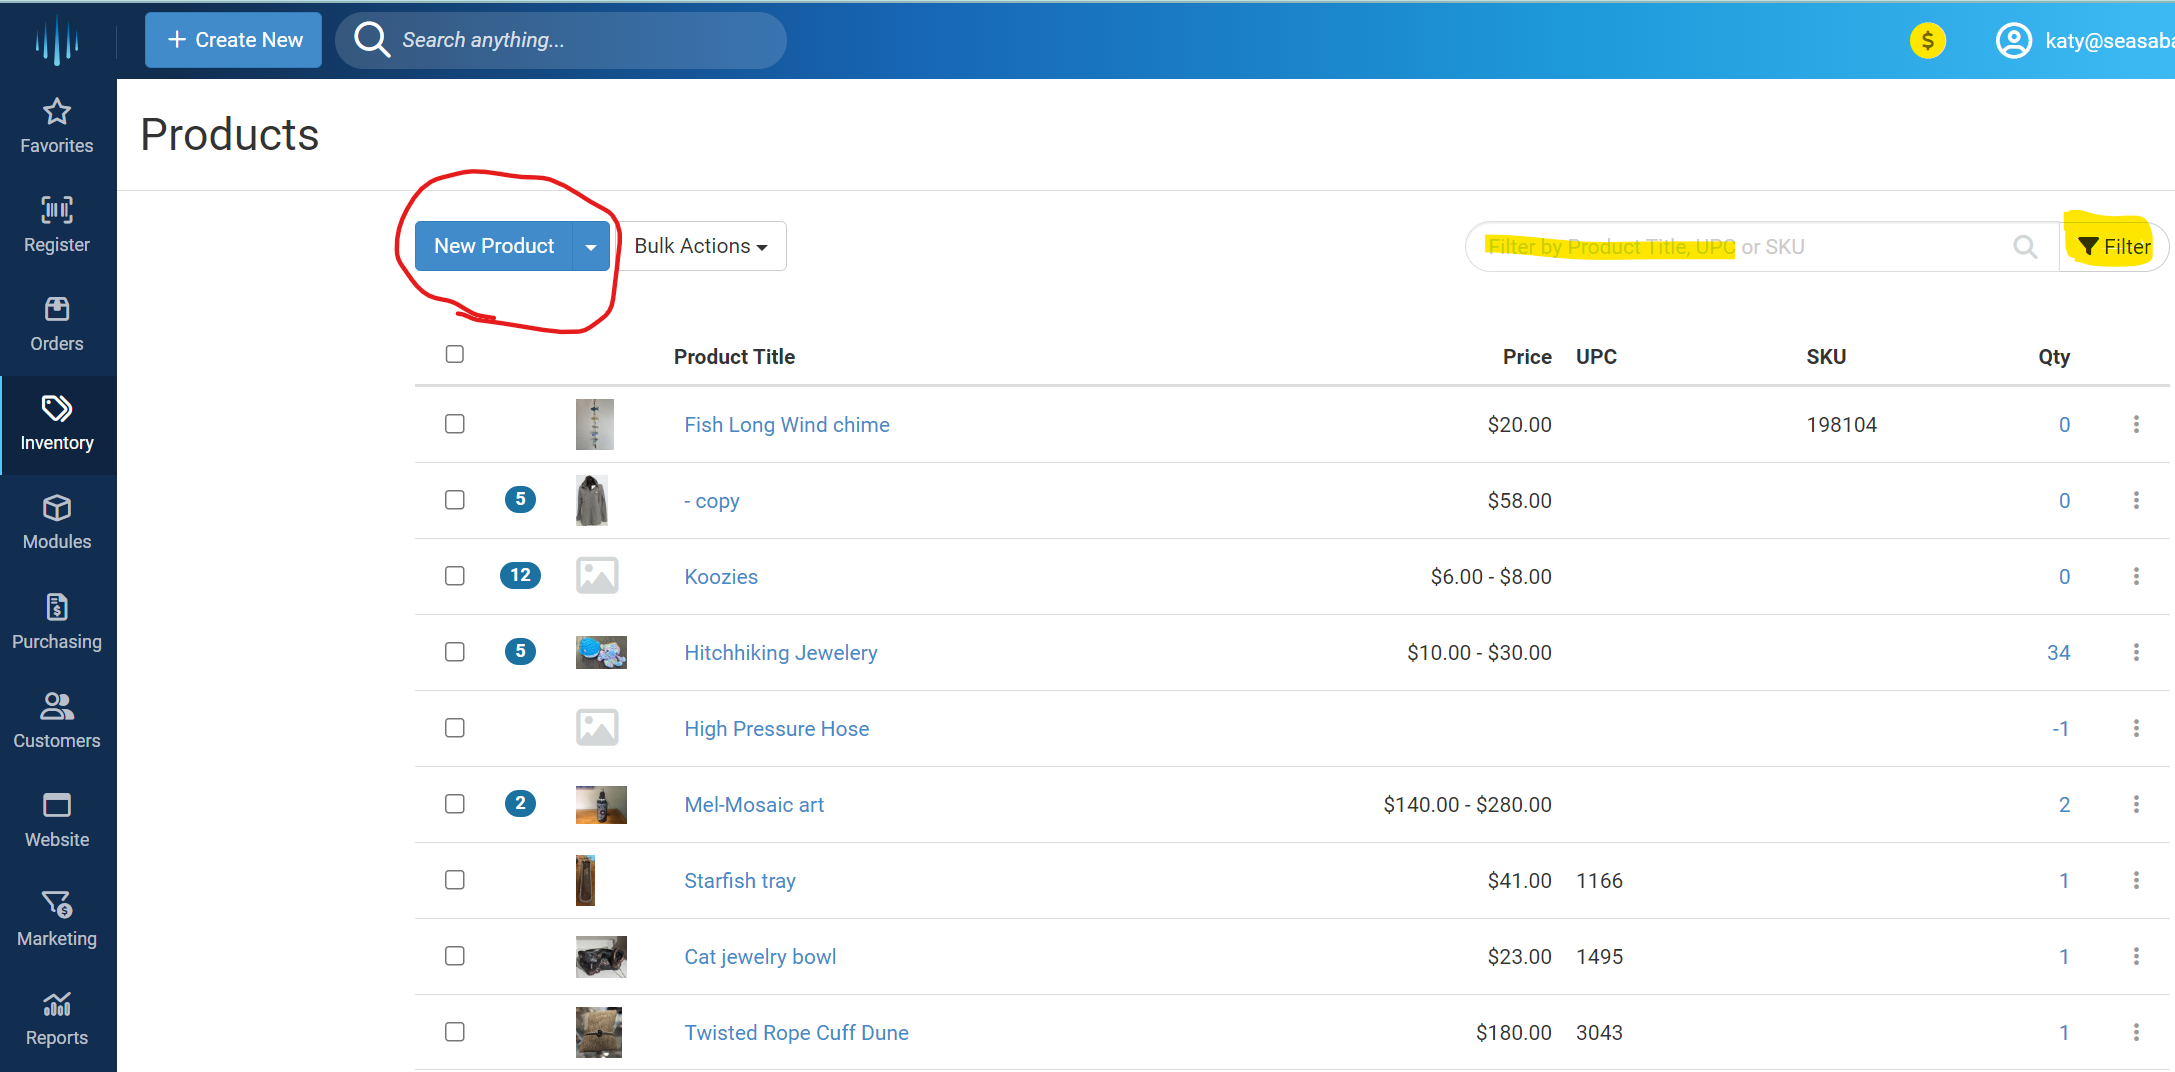 + Create New
Search anything...
$
katy@seasaba
Favorites
Register
Orders
Inventory
Modules
Purchasing
Customers
Website
Marketing
Reports
Products
New Product
Bulk Actions
Filter by Product Title, UPC or SKU
Filter
Product Title Price UPC SKU Qty
Fish Long Wind chime $20.00 198104 0
5 - copy $58.00 0
12 Koozies $6.00 - $8.00 0
5 Hitchhiking Jewelery $10.00 - $30.00 34
High Pressure Hose -1
2 Mel-Mosaic art $140.00 - $280.00 2
Starfish tray $41.00 1166 1
Cat jewelry bowl $23.00 1495 1
Twisted Rope Cuff Dune $180.00 3043 1